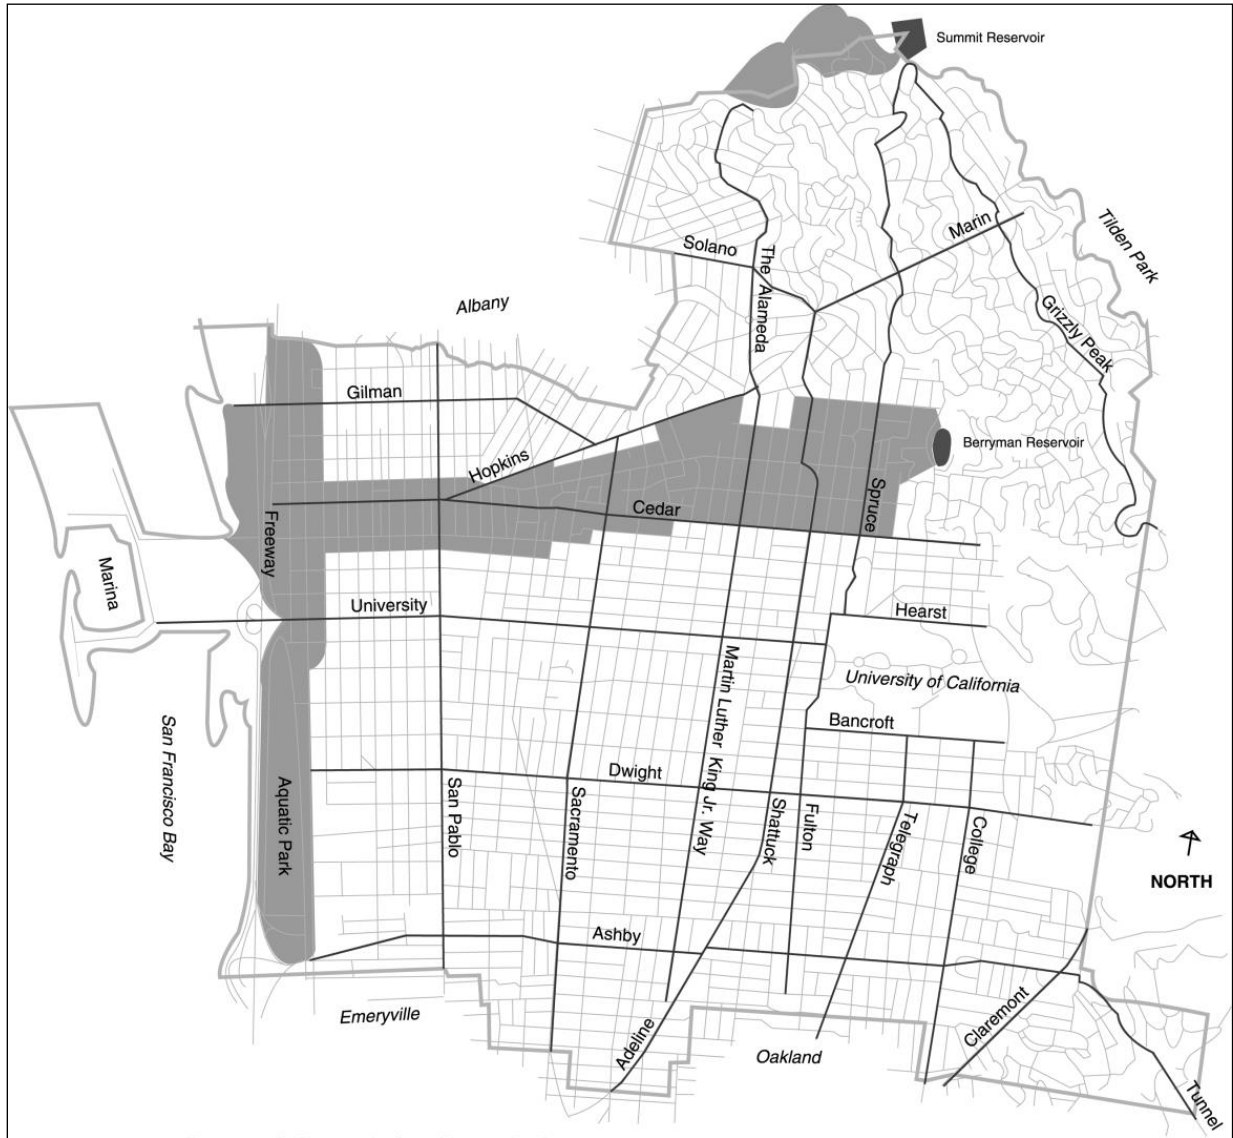 Summit Reservoir
Tilden Park
Marin
Solano
The Alameda
Albany
Grizzly Peak
Gilman
Berryman Reservoir
Hopkins
Spruce
Cedar
Freeway
Marina
University
Hearst
University of California
Martin Luther King Jr. Way
Bancroft
San Francisco Bay
Aquatic Park
Dwight
San Pablo
Sacramento
Shattuck
Fulton
Telegraph
College
NORTH
Ashby
Claremont
Emeryville
Adeline
Oakland
Tunnel